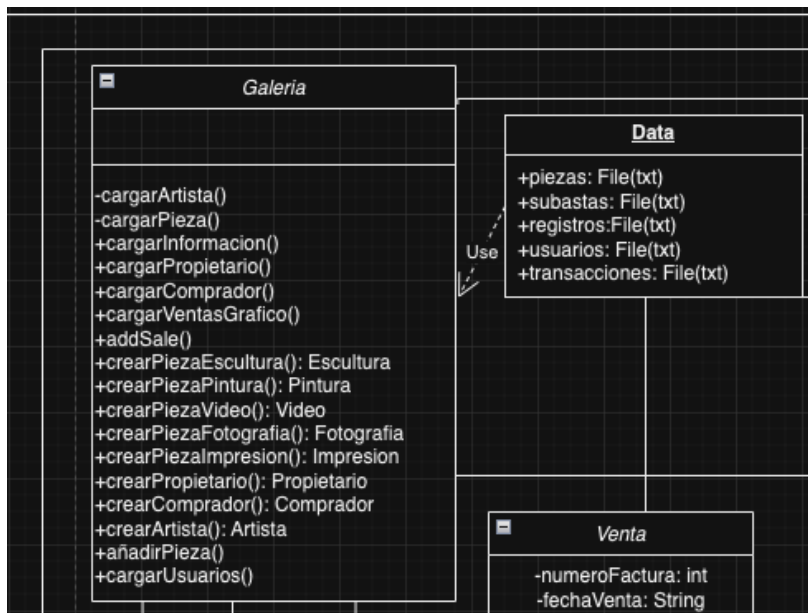 Galeria
-cargarArtista()
-cargarPieza()
+cargarInformacion()
+cargarPropietario()
+cargarComprador()
+cargarVentasGrafico()
+addSale()
+crearPiezaEscultura(): Escultura
+crearPiezaPintura(): Pintura
+crearPiezaVideo(): Video
+crearPiezaFotografia(): Fotografia
+crearPiezaImpresion(): Impresion
+crearPropietario(): Propietario
+crearComprador(): Comprador
+crearArtista(): Artista
+añadirPieza()
+cargarUsuarios()
Use
Data
+piezas: File(txt)
+subastas: File(txt)
+registros:File(txt)
+usuarios: File(txt)
+transacciones: File(txt)
Venta
-numeroFactura: int
-fechaVenta: String